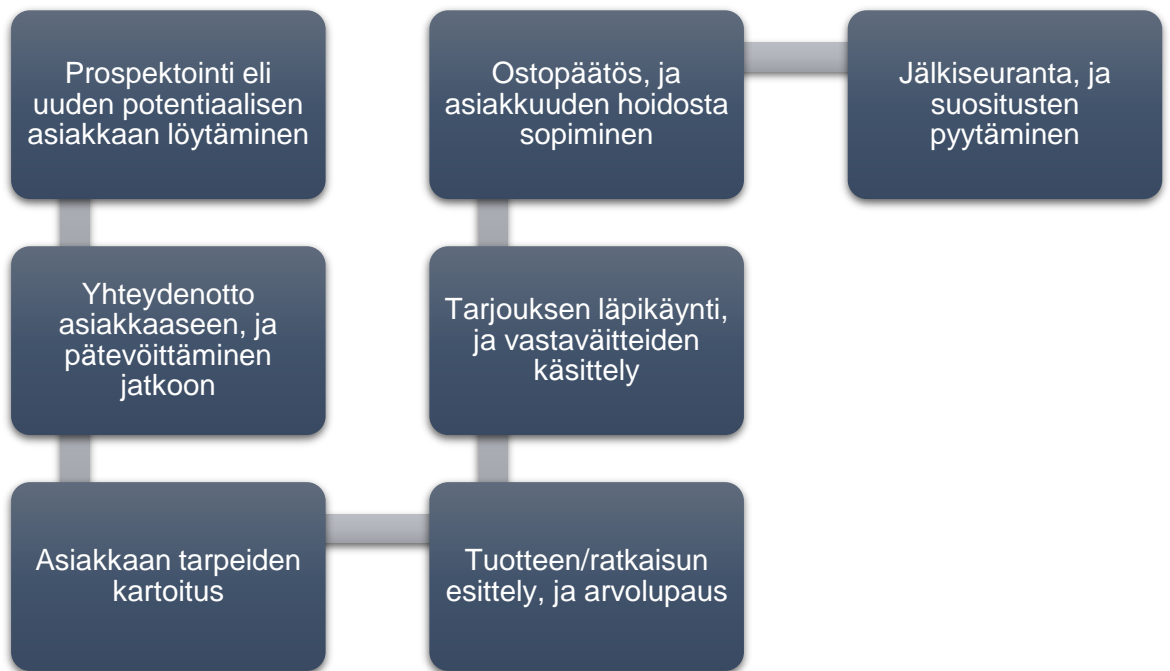 Prospektointi eli
uuden potentiaalisen
asiakkaan löytäminen
Yhteydenotto
asiakkaaseen, ja
pätevöittäminen
jatkoon
Asiakkaan tarpeiden
kartoitus
Tuotteen/ratkaisun
esittely, ja arvolupaus
Tarjouksen läpikäynti,
ja vastaväitteiden
käsittely
Ostopäätös, ja
asiakkuuden hoidosta
sopiminen
Jälkiseuranta, ja
suositusten
pyytäminen